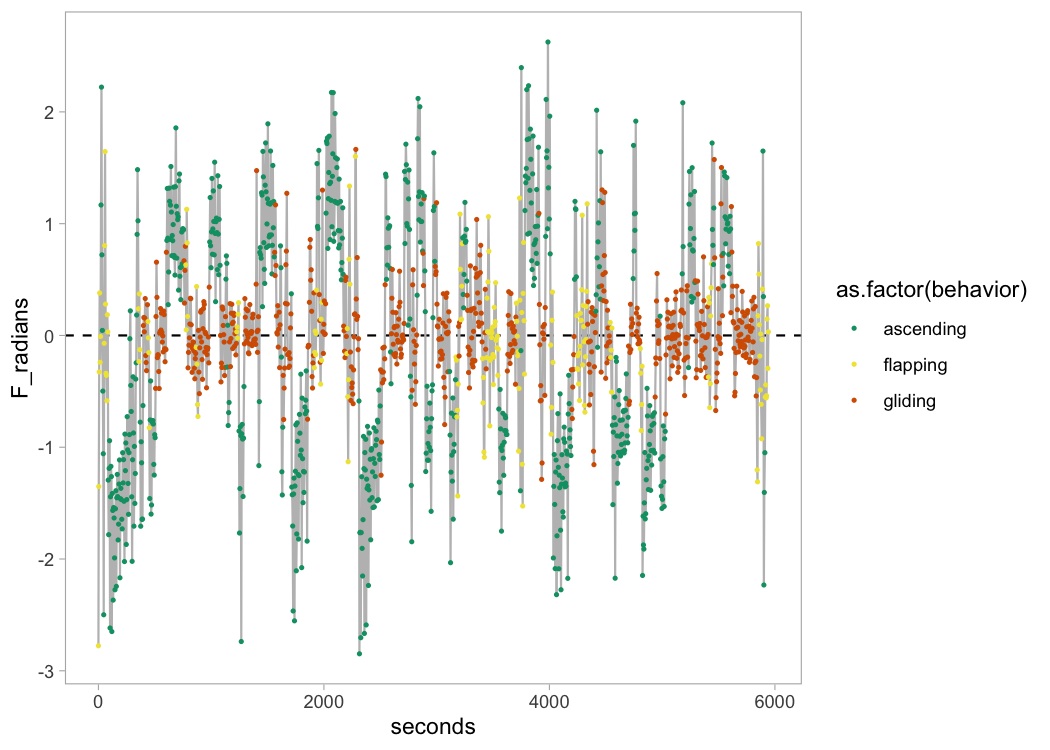 F_radians
2
1
0
-1
-2
-3
0 2000 4000 6000
seconds
as.factor(behavior)
ascending
flapping
gliding